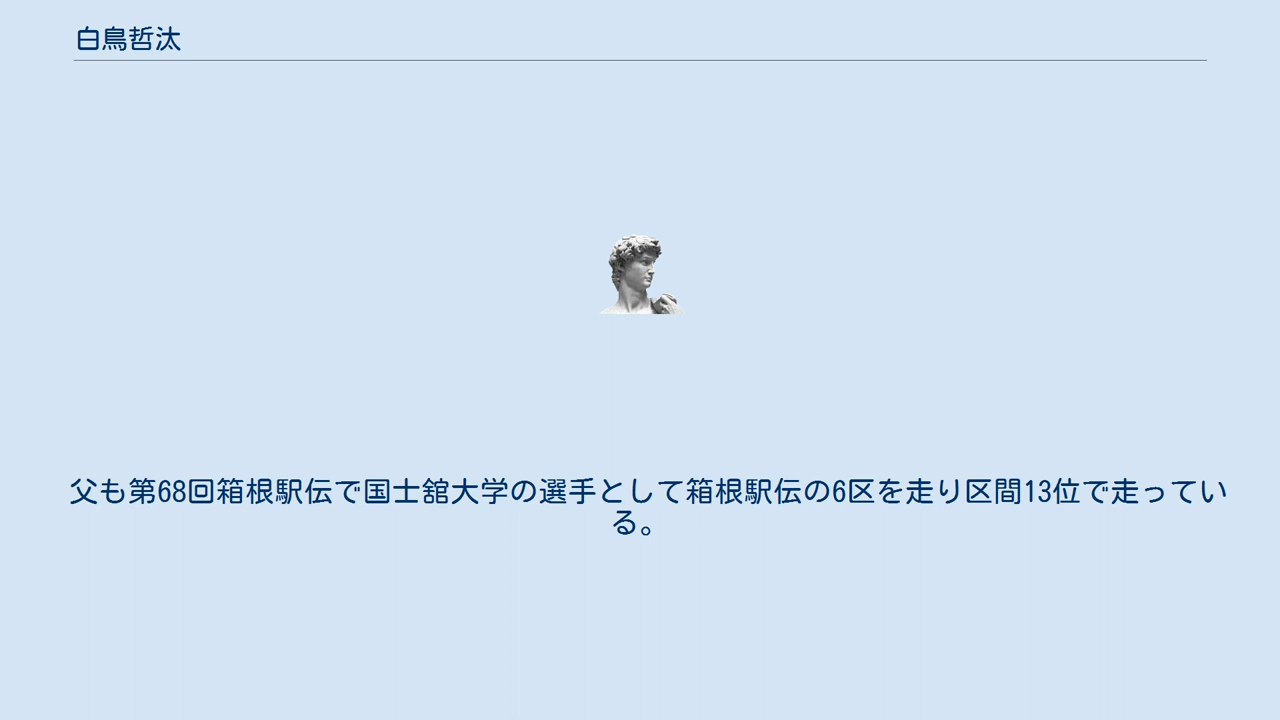 白鳥哲汰
父も第68回箱根駅伝で国士舘大学の選手として箱根駅伝の6区を走り区間13位で走ってい
る。